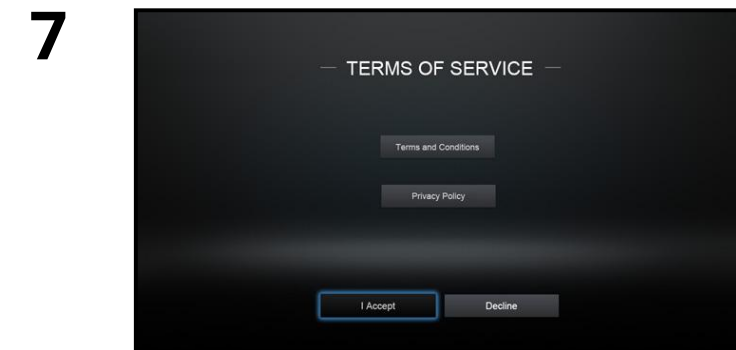 7
— TERMS OF SERVICE —
Terms and Conditions
Privacy Policy
I Accept
Decline